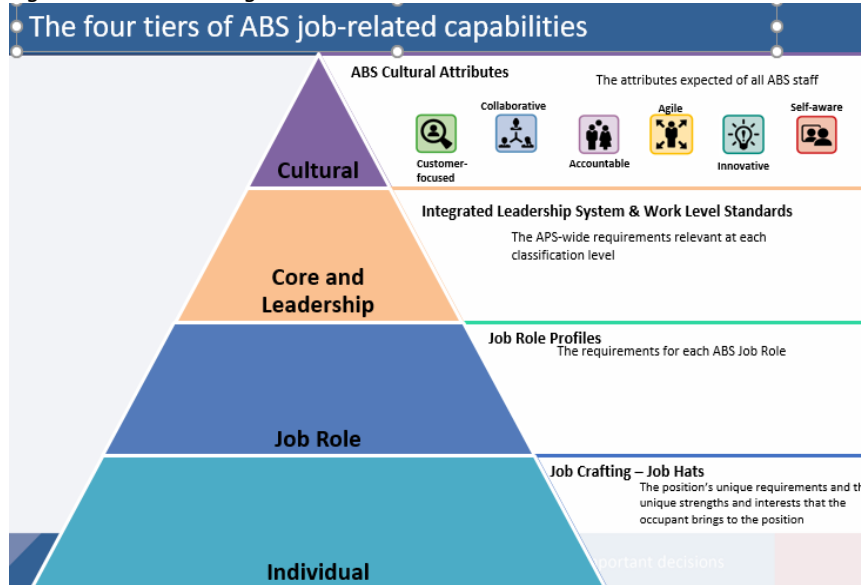 The four tiers of ABS job-related capabilities
ABS Cultural Attributes
The attributes expected of all ABS staff
Customer-
focused
Collaborative
Accountable
Agile
Innovative
Self-aware
Cultural
Integrated Leadership System & Work Level Standards
The APS-wide requirements relevant at each
classification level
Core and
Leadership
Job Role Profiles
The requirements for each ABS Job Role
Job Role
Job Crafting – Job Hats
The position's unique requirements and th
unique strengths and interests that the
occupant brings to the position
Individual
portant decisions